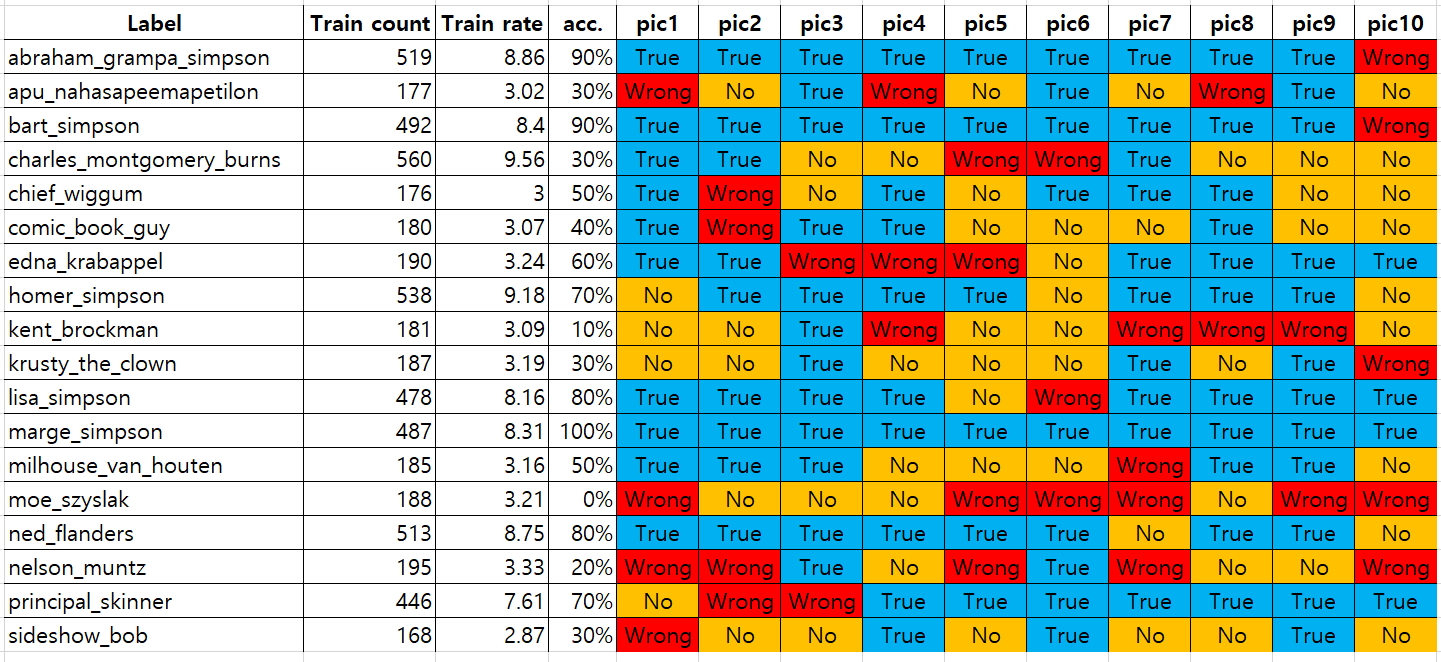 Label Train count Train rate acc. pic1 pic2 pic3 pic4 pic5 pic6 pic7 pic8 pic9 pic10
abraham_grampa_simpson 519 8.86 90% True True True True True True True True True Wrong
apu_nahasapeemapetilon 177 3.02 30% Wrong No True Wrong No True No Wrong True No
bart_simpson 492 8.4 90% True True True True True True True True True Wrong
charles_montgomery_burns 560 9.56 30% True True No No Wrong Wrong True No No No
chief_wiggum 176 3 50% True Wrong No True No True True True No No
comic_book_guy 180 3.07 40% True Wrong True True No No No True No No
edna_krabappel 190 3.24 60% True True Wrong Wrong Wrong No True True True True
homer_simpson 538 9.18 70% No True True True True No True True True No
kent_brockman 181 3.09 10% No No True Wrong No No Wrong Wrong Wrong No
krusty_the_clown 187 3.19 30% No No True No No No True No True Wrong
lisa_simpson 478 8.16 80% True True True True No Wrong True True True True
marge_simpson 487 8.31 100% True True True True True True True True True True
milhouse_van_houten 185 3.16 50% True True True No No No Wrong True True No
moe_szyslak 188 3.21 0% Wrong No No No Wrong Wrong Wrong No Wrong Wrong
ned_flanders 513 8.75 80% True True True True True True No True True No
nelson_muntz 195 3.33 20% Wrong Wrong True No Wrong True Wrong No No Wrong
principal_skinner 446 7.61 70% No Wrong Wrong True True True True True True True
sideshow_bob 168 2.87 30% Wrong No No True No True No No True No